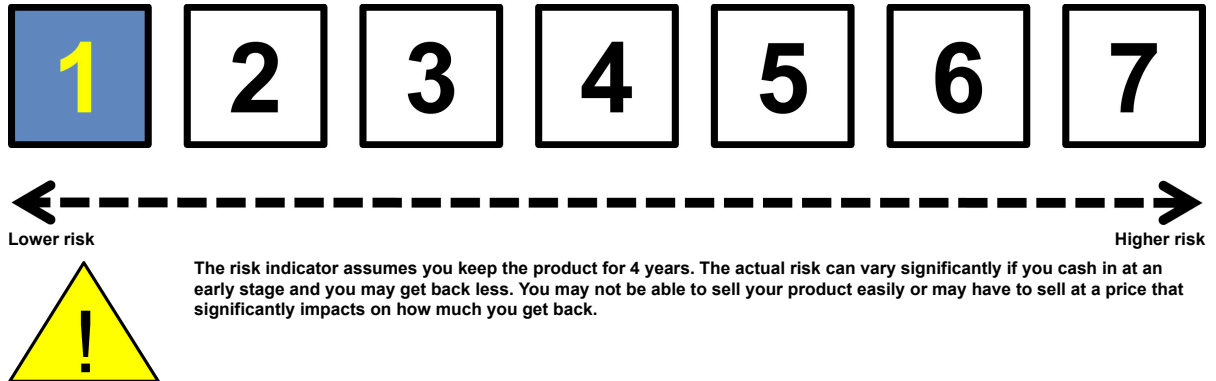 1 2 3 4 5 6 7
Lower risk Higher risk
The risk indicator assumes you keep the product for 4 years. The actual risk can vary significantly if you cash in at an
early stage and you may get back less. You may not be able to sell your product easily or may have to sell at a price that
significantly impacts on how much you get back.
!